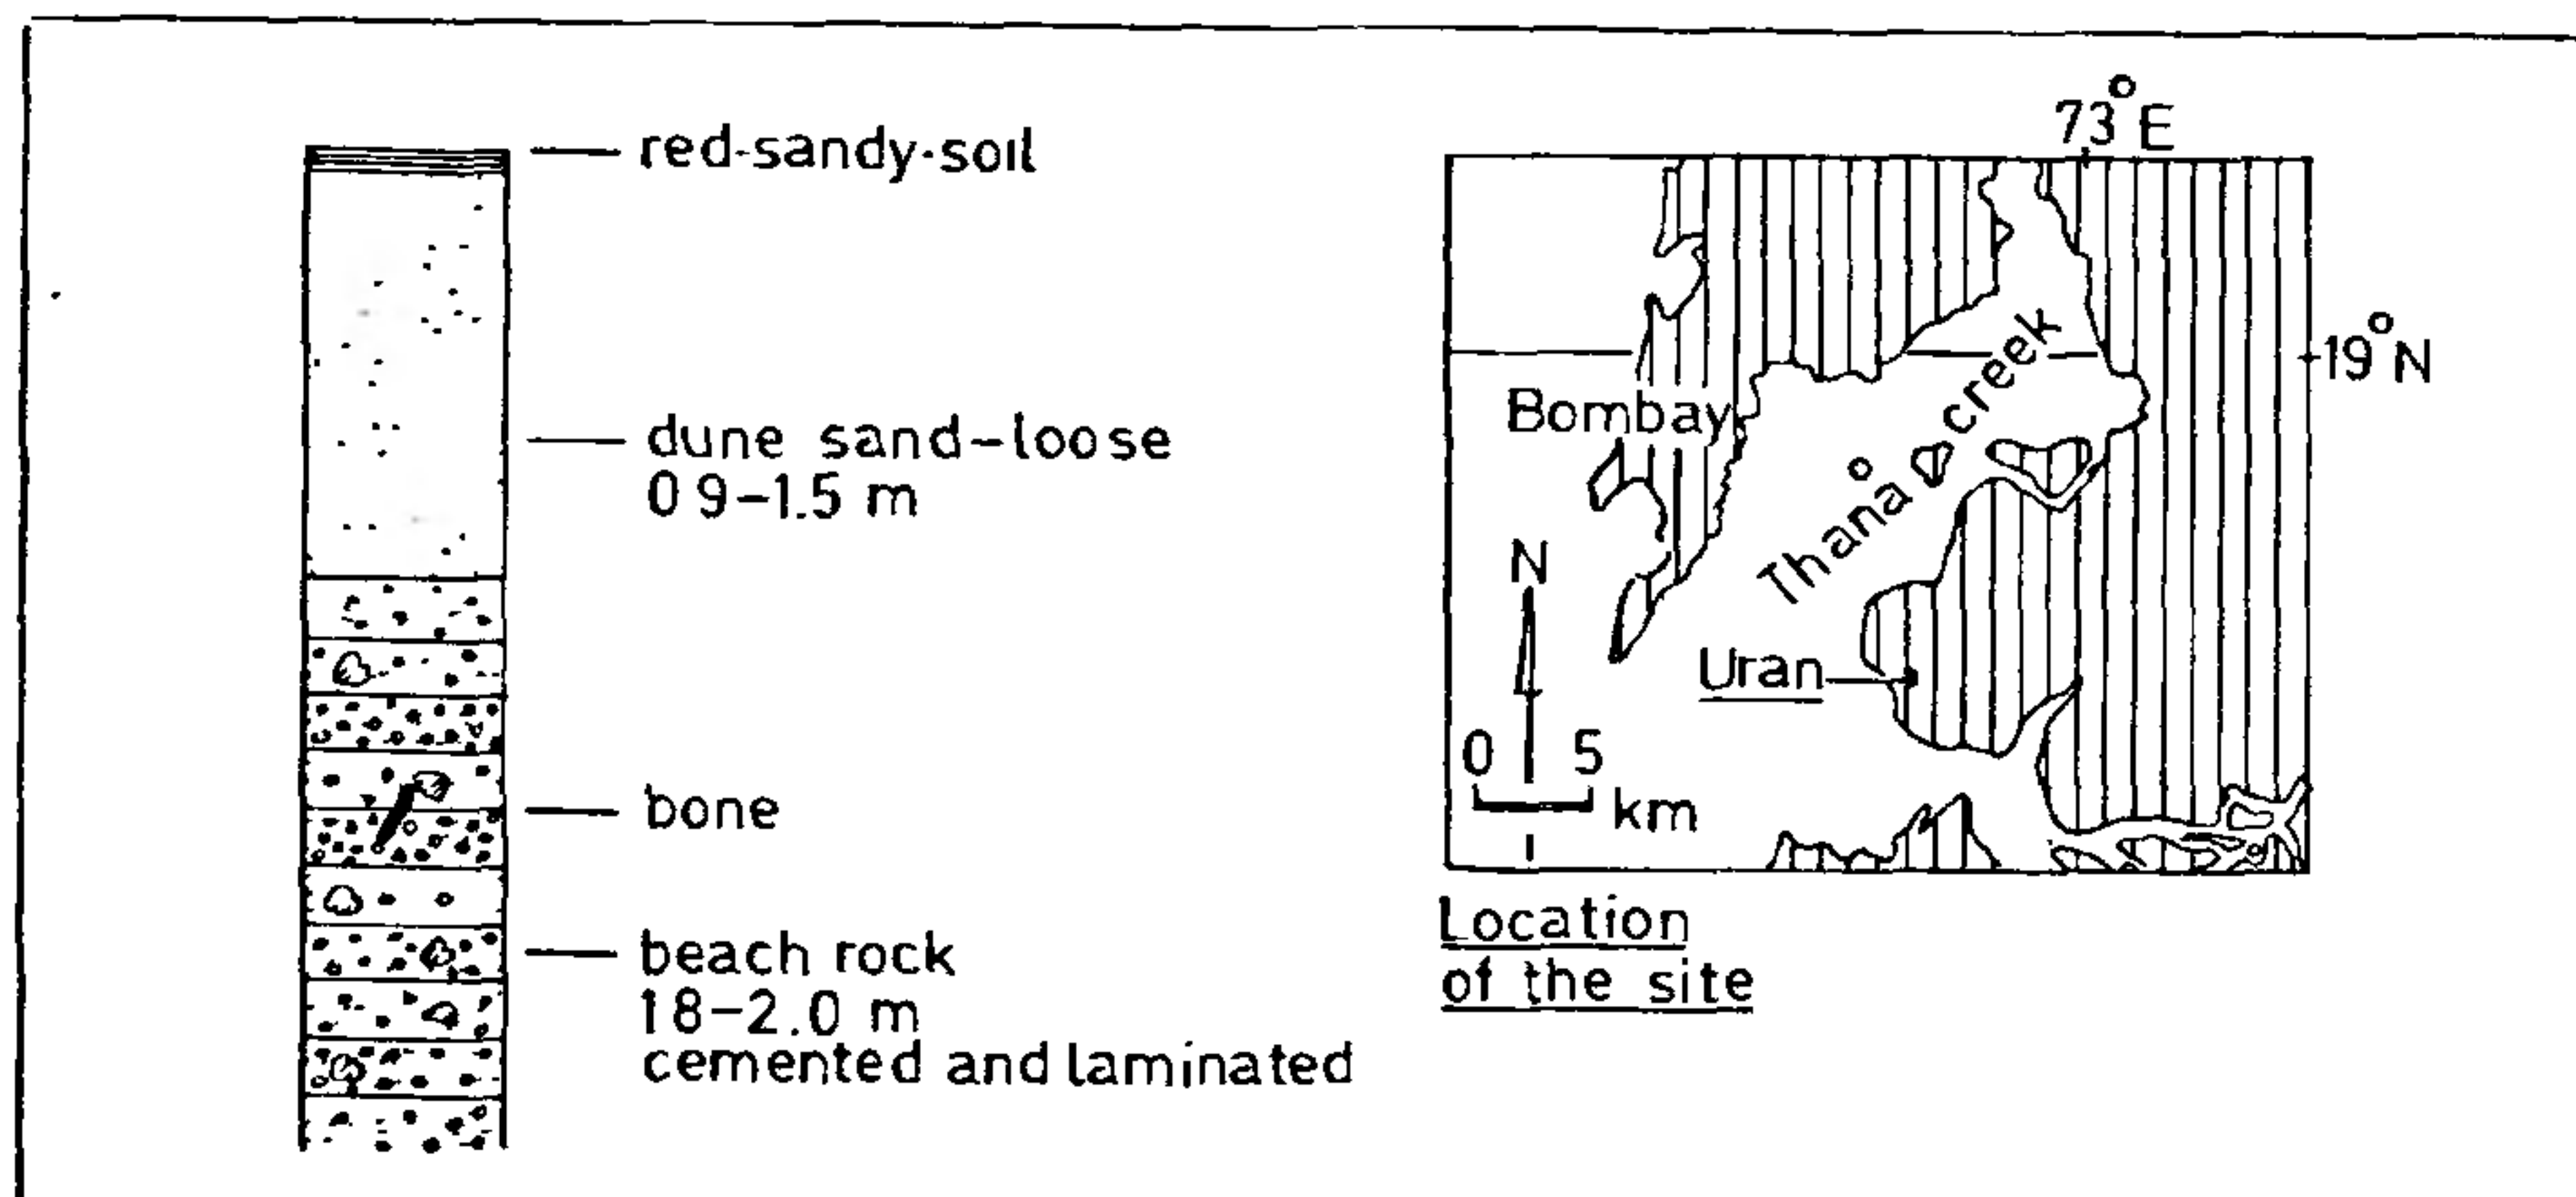 red-sandy-soil
dune sand-loose
0 9-1.5 m
bone
beach rock
18-2.0 m
cemented and laminated
73°E
19°N
Bombay
Thana creek
N
Uran
0 5
km
Location
of the site